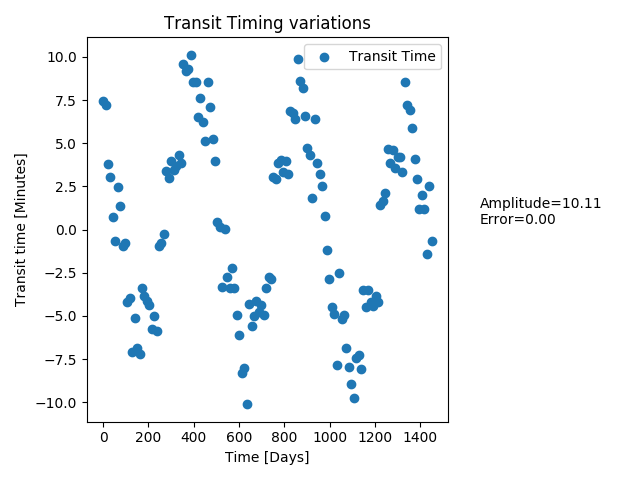 Transit Timing variations
Transit Time
10.0
7.5
5.0
2.5
0.0
−2.5
−5.0
−7.5
−10.0
Transit time [Minutes]
0 200 400 600 800 1000 1200 1400
Time [Days]
Amplitude=10.11
Error=0.00